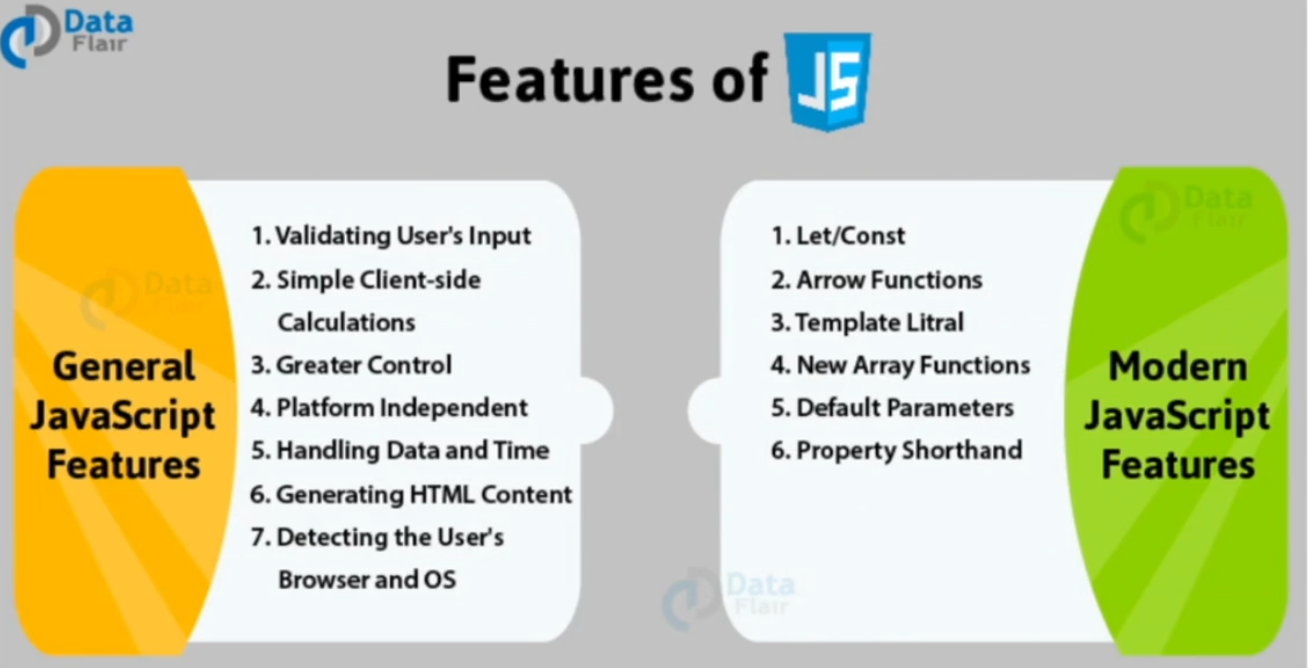 Data
Flair
Features of JS
General
JavaScript
Features
1. Validating User's Input
2. Simple Client-side
Calculations
3. Greater Control
4. Platform Independent
5. Handling Data and Time
6. Generating HTML Content
7. Detecting the User's
Browser and OS
Data
Flair
1. Let/Const
2. Arrow Functions
3. Template Litral
4. New Array Functions
5. Default Parameters
6. Property Shorthand
Modern
JavaScript
Features
Data
Flair
Data
Flair